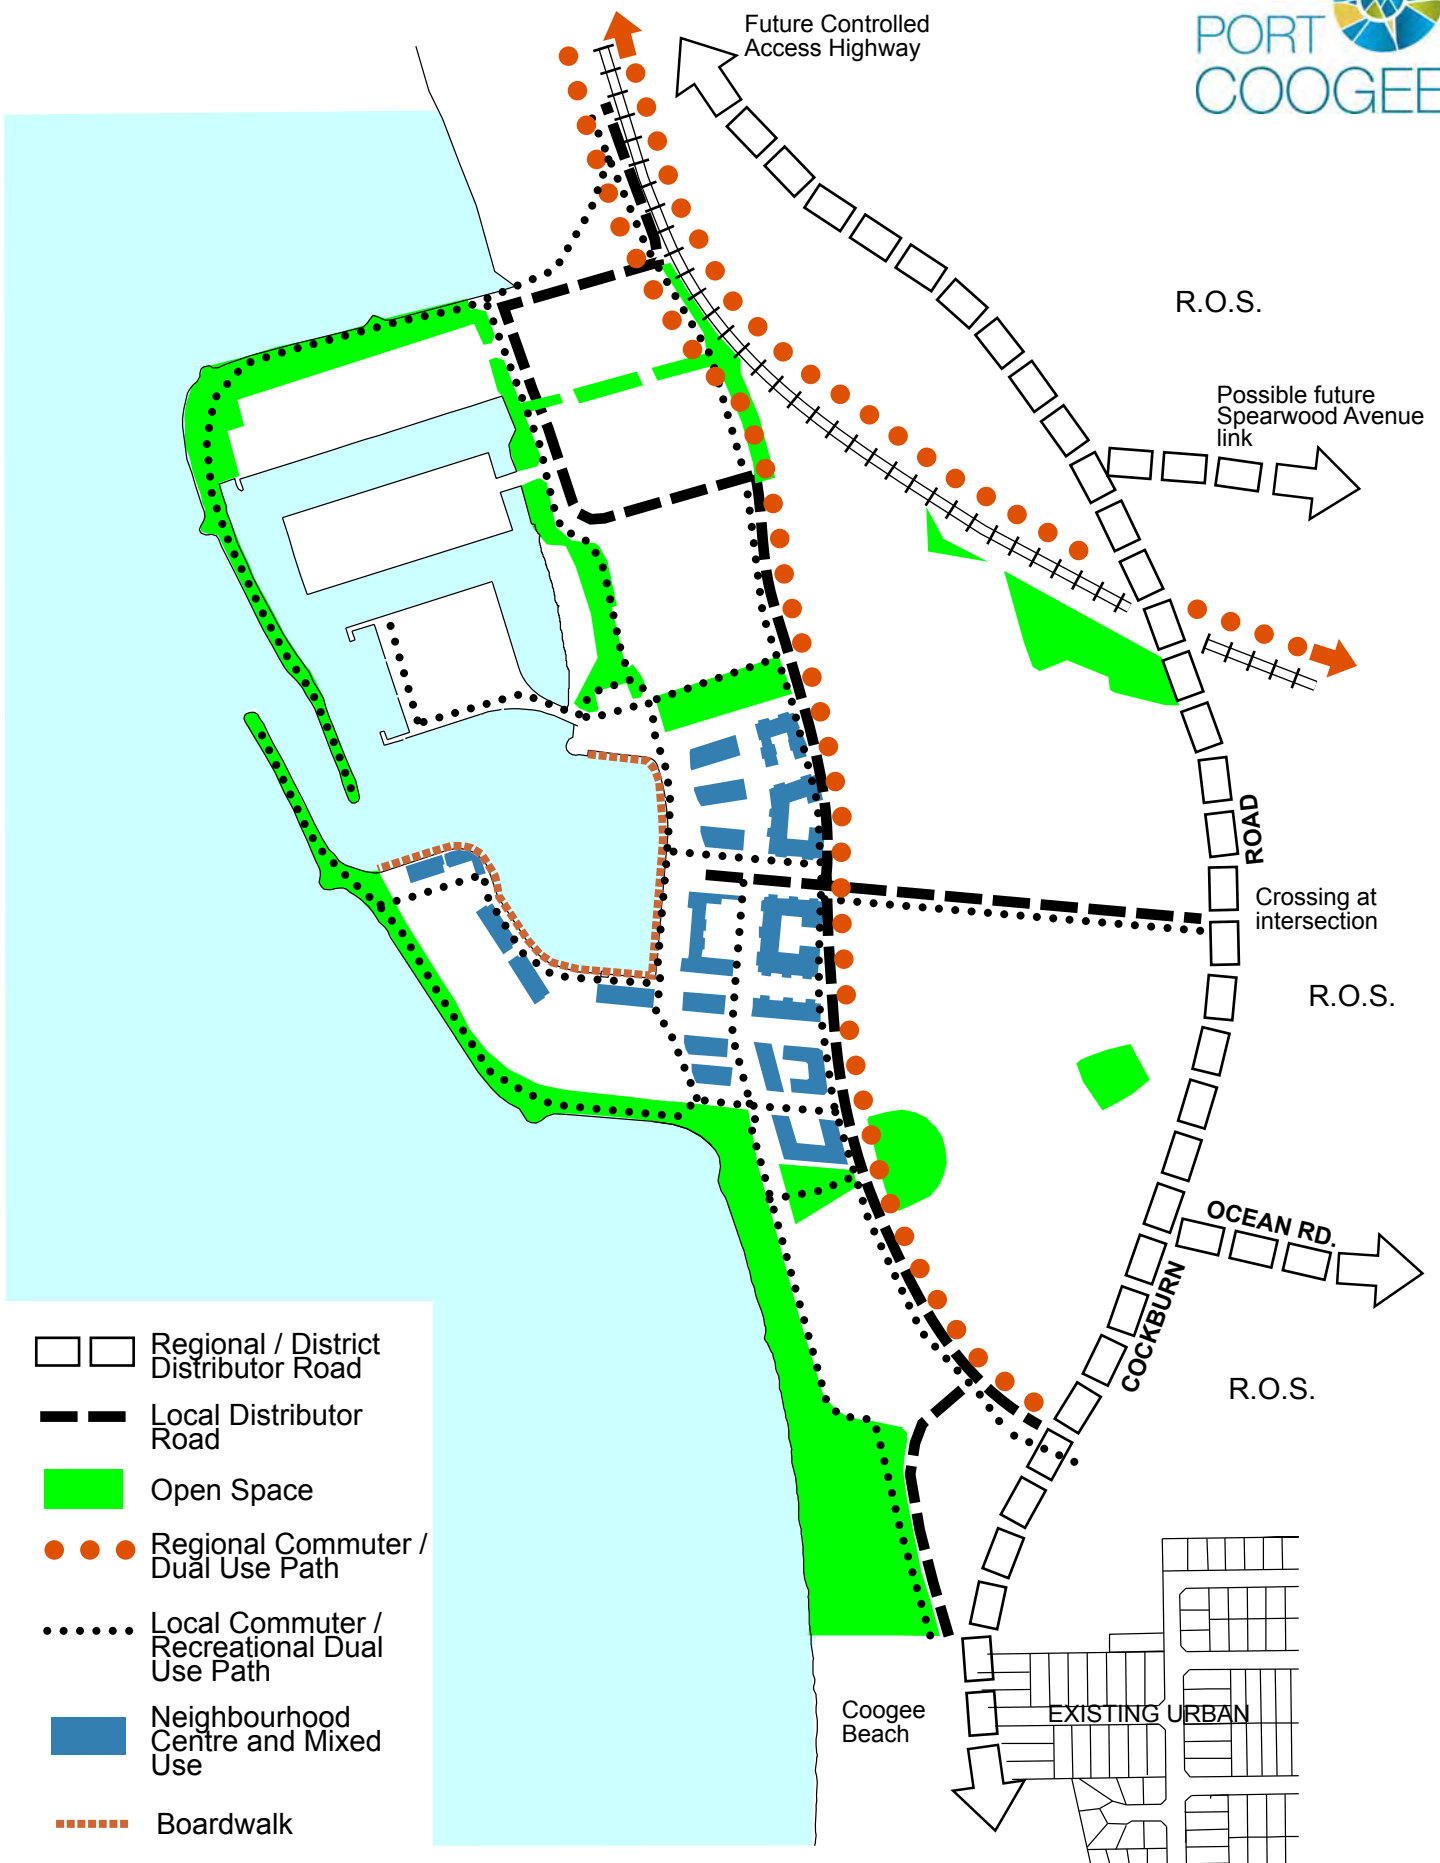 Future Controlled
Access Highway
PORT
COOGEE
R.O.S.
Possible future
Spearwood Avenue
link
ROAD
Crossing at
intersection
R.O.S.
OCEAN RD.
COCKBURN
R.O.S.
Regional / District
Distributor Road
Local Distributor
Road
Open Space
Regional Commuter /
Dual Use Path
Local Commuter /
Recreational Dual
Use Path
Neighbourhood
Centre and Mixed
Use
Boardwalk
Coogee
Beach
EXISTING URBAN